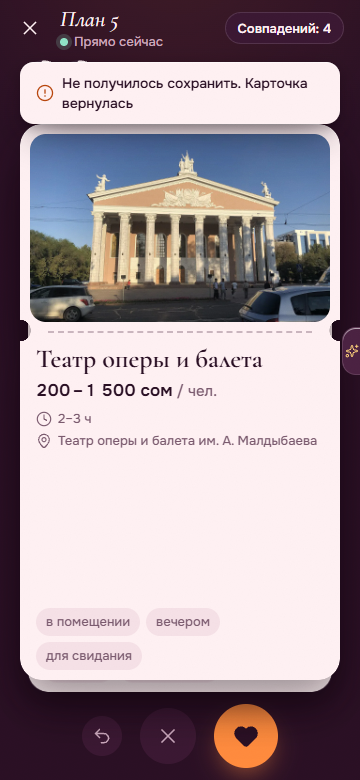 План 5
Прямо сейчас
Совпадений: 4
Не получилось сохранить. Карточка
вернулась
Театр оперы и балета
200 – 1 500 сом / чел.
2–3 ч
Театр оперы и балета им. А. Малдыбаева
в помещении
вечером
для свидания